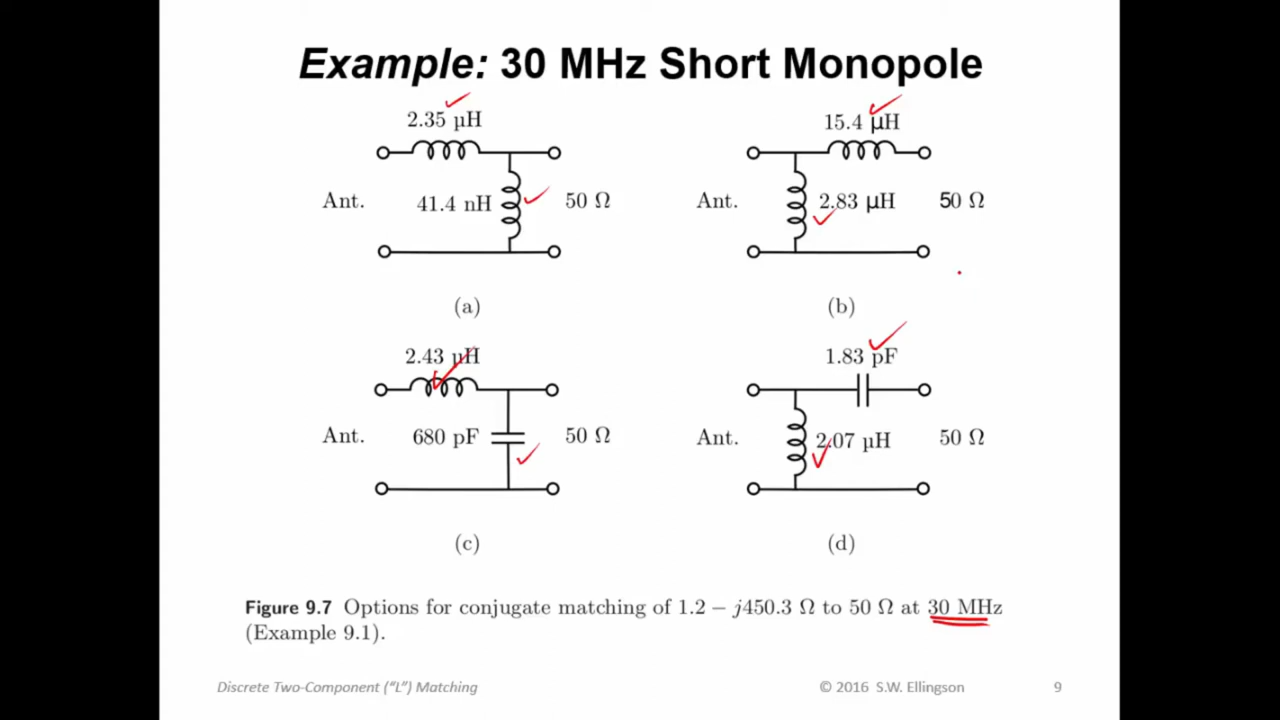 Example: 30 MHz Short Monopole
2.35 µH
Ant.
41.4 nH
50 Ω
(a)
15.4 µH
Ant.
2.83 µH
50 Ω
(b)
2.43 µH
Ant.
680 pF
50 Ω
(c)
1.83 pF
Ant.
2.07 µH
50 Ω
(d)
Figure 9.7 Options for conjugate matching of 1.2 − j450.3 Ω to 50 Ω at 30 MHz
(Example 9.1).
Discrete Two-Component ("L") Matching
© 2016 S.W. Ellingson
9